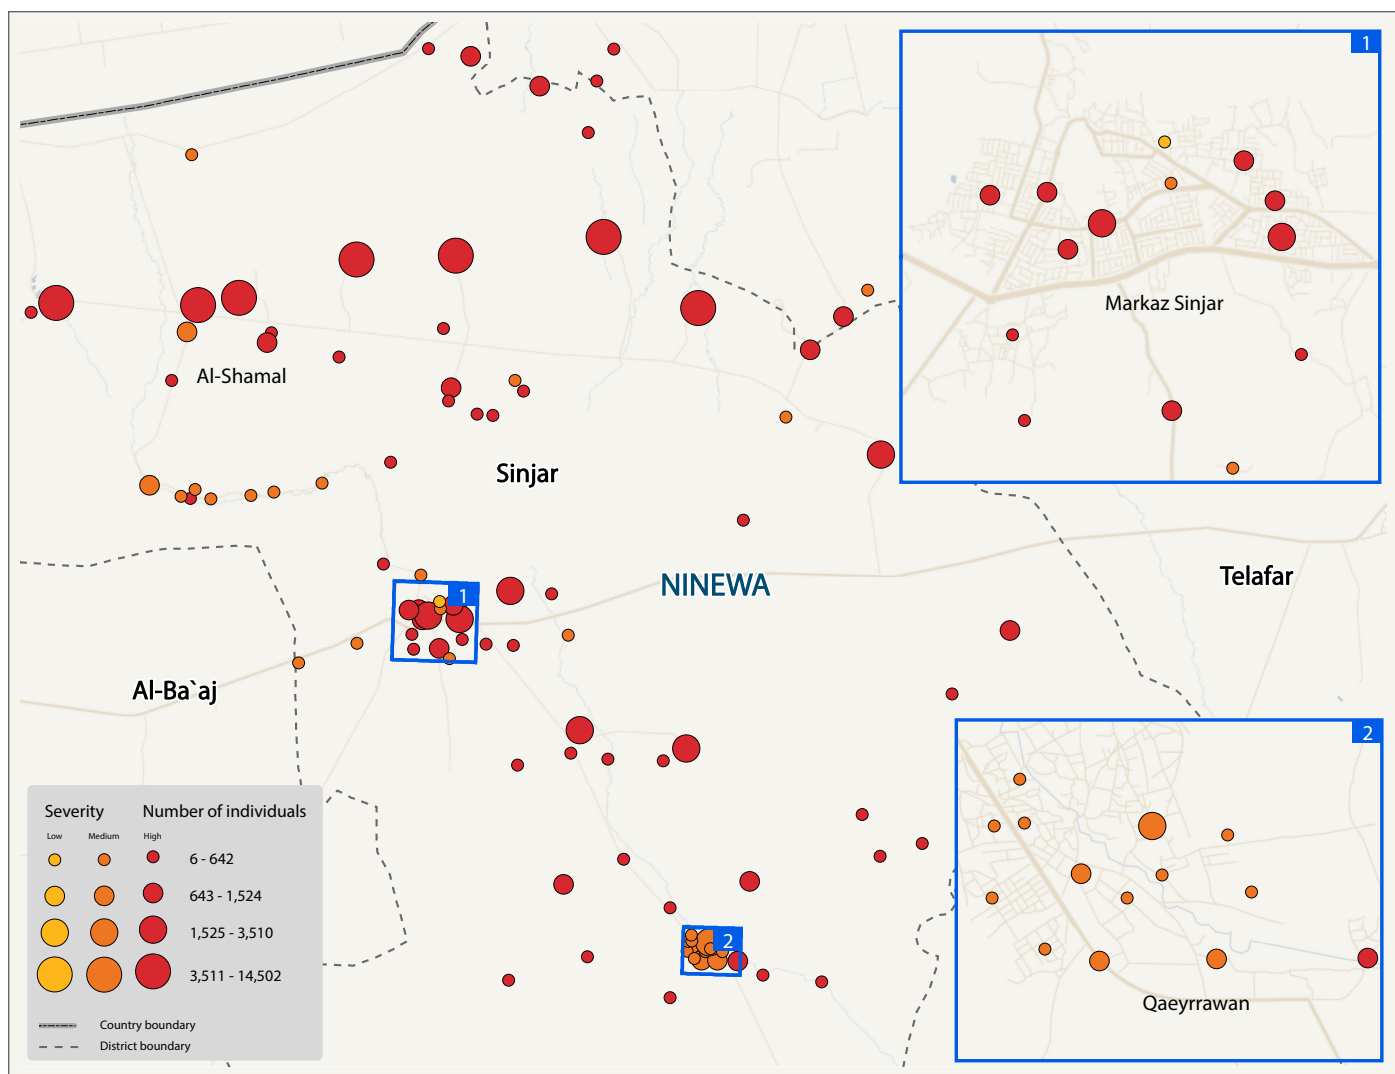 1
Markaz Sinjar
Al-Shamal
Sinjar
NINEWA
Telafar
1
Al-Ba`aj
2
Qaeyrrawan
2
Severity Number of individuals
Low Medium High
6 - 642
643 - 1,524
1,525 - 3,510
3,511 - 14,502
Country boundary
District boundary